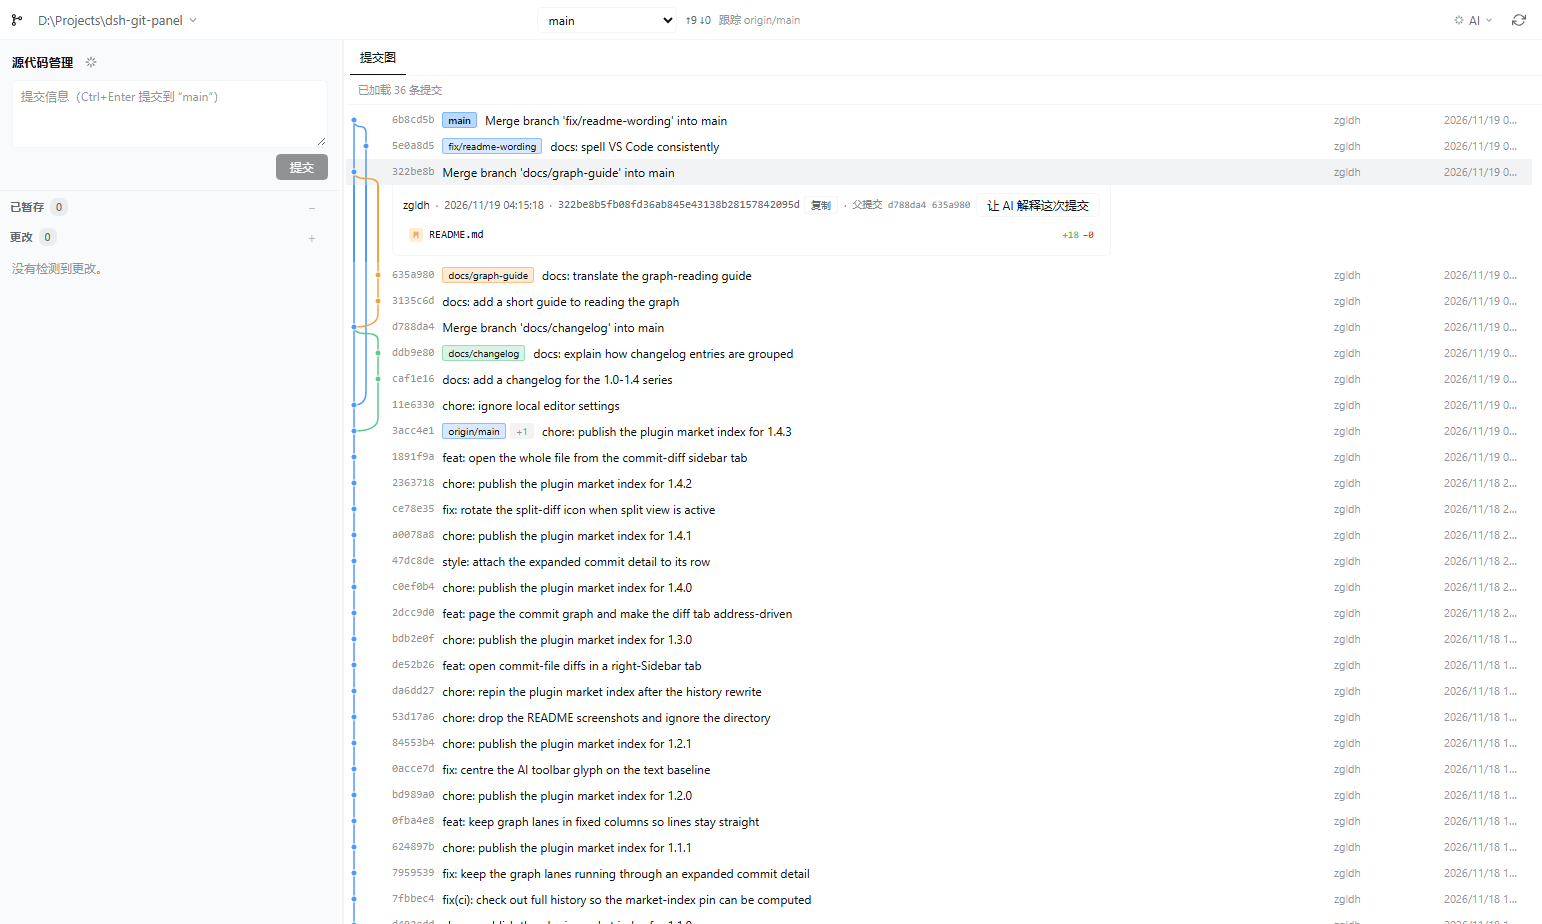 D:\Projects\dsh-git-panel main ↑9 ↓0 跟踪 origin/main AI
源代码管理
提交信息（Ctrl+Enter 提交到 “main”）
提交
已暂存 0
更改 0
没有检测到更改。
提交图
已加载 36 条提交
6b8cd5b main Merge branch 'fix/readme-wording' into main zgldh 2026/11/19 0...
5e0a8d5 fix/readme-wording docs: spell VS Code consistently zgldh 2026/11/19 0...
322be8b Merge branch 'docs/graph-guide' into main zgldh 2026/11/19 0...
zgldh · 2026/11/19 04:15:18 · 322be8b5fb08fd36ab845e43138b28157842095d 复制 · 父提交 d788da4 635a980 让 AI 解释这次提交
M README.md +18 -0
635a980 docs/graph-guide docs: translate the graph-reading guide zgldh 2026/11/19 0...
3135c6d docs: add a short guide to reading the graph zgldh 2026/11/19 0...
d788da4 Merge branch 'docs/changelog' into main zgldh 2026/11/19 0...
ddb9e80 docs/changelog docs: explain how changelog entries are grouped zgldh 2026/11/19 0...
caf1e16 docs: add a changelog for the 1.0-1.4 series zgldh 2026/11/19 0...
11e6330 chore: ignore local editor settings zgldh 2026/11/19 0...
3acc4e1 origin/main +1 chore: publish the plugin market index for 1.4.3 zgldh 2026/11/19 0...
1891f9a feat: open the whole file from the commit-diff sidebar tab zgldh 2026/11/19 0...
2363718 chore: publish the plugin market index for 1.4.2 zgldh 2026/11/18 2...
ce78e35 fix: rotate the split-diff icon when split view is active zgldh 2026/11/18 2...
a0078a8 chore: publish the plugin market index for 1.4.1 zgldh 2026/11/18 2...
47dc8de style: attach the expanded commit detail to its row zgldh 2026/11/18 2...
c0ef0b4 chore: publish the plugin market index for 1.4.0 zgldh 2026/11/18 2...
2dcc9d0 feat: page the commit graph and make the diff tab address-driven zgldh 2026/11/18 2...
bdb2e0f chore: publish the plugin market index for 1.3.0 zgldh 2026/11/18 1...
de52b26 feat: open commit-file diffs in a right-Sidebar tab zgldh 2026/11/18 1...
da6dd27 chore: repin the plugin market index after the history rewrite zgldh 2026/11/18 1...
53d17a6 chore: drop the README screenshots and ignore the directory zgldh 2026/11/18 1...
84553b4 chore: publish the plugin market index for 1.2.1 zgldh 2026/11/18 1...
0acce7d fix: centre the AI toolbar glyph on the text baseline zgldh 2026/11/18 1...
bd989a0 chore: publish the plugin market index for 1.2.0 zgldh 2026/11/18 1...
0fba4e8 feat: keep graph lanes in fixed columns so lines stay straight zgldh 2026/11/18 1...
624897b chore: publish the plugin market index for 1.1.1 zgldh 2026/11/18 1...
7959539 fix: keep the graph lanes running through an expanded commit detail zgldh 2026/11/18 1...
7fbbec4 fix(ci): check out full history so the market-index pin can be computed zgldh 2026/11/18 1...